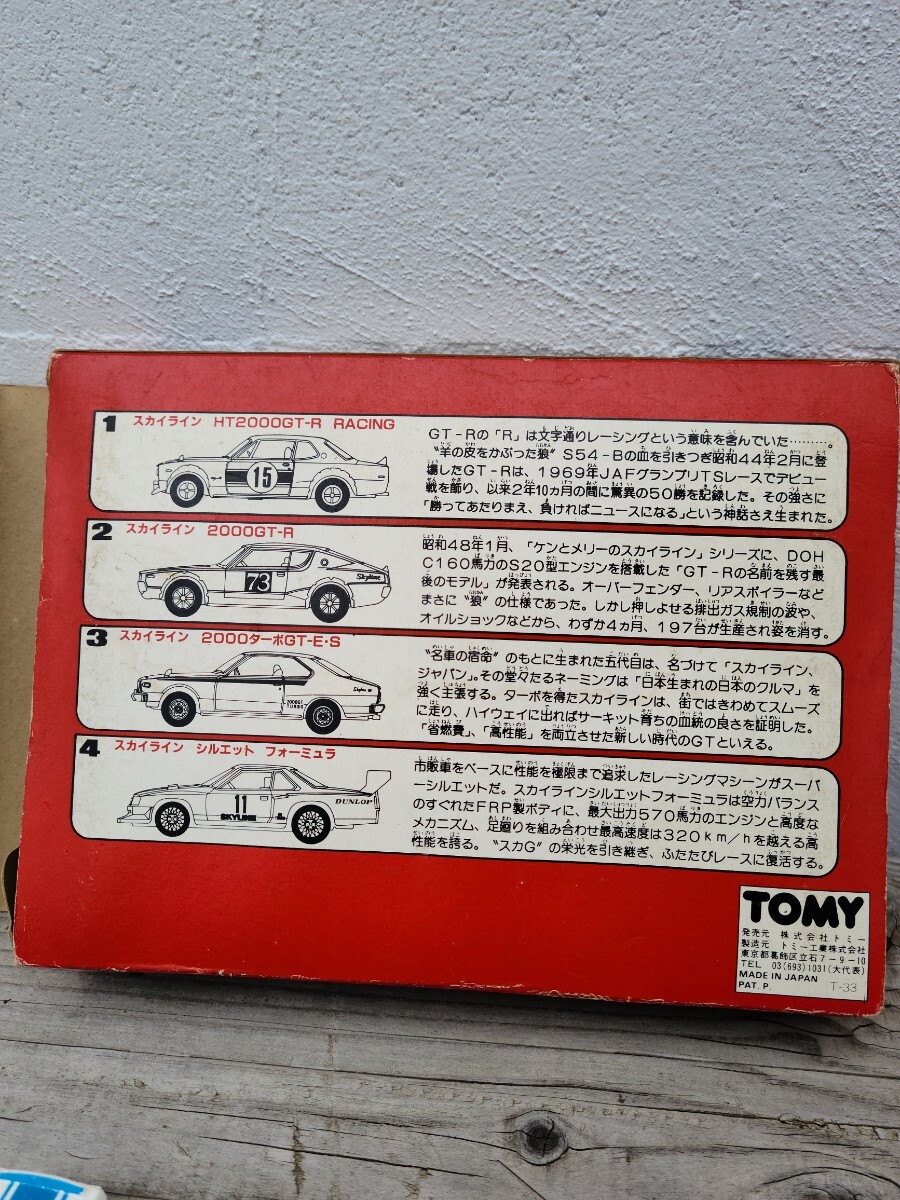 1 スカイライン HT2000GT-R RACING
15
GT-Rの「R」は文字通りレーシングという意味を含んでいた………。
"羊の皮をかぶった狼" S54-Bの血を引きつぎ昭和44年2月に登
場したGT-Rは、1969年JAFグランプリTSレースでデビュー
戦を飾り、以来2年10ヵ月の間に驚異の50勝を記録した。その強さに
「勝ってあたりまえ、負ければニュースになる」という神話さえ生まれた。
2 スカイライン 2000GT-R
73
Skyline
昭和48年1月、「ケンとメリーのスカイライン」シリーズに、DOH
C160馬力のS20型エンジンを搭載した「GT-Rの名前を残す最
後のモデル」が発表される。オーバーフェンダー、リアスポイラーなど
まさに"狼"の仕様であった。しかし押しよせる排出ガス規制の波や、
オイルショックなどから、わずか4ヵ月、197台が生産され姿を消す。
3 スカイライン 2000ターボGT-E・S
2000GT
TURBO
"名車の宿命"のもとに生まれた五代目は、名づけて「スカイライン、
ジャパン」。その堂々たるネーミングは「日本生まれの日本のクルマ」を
強く主張する。ターボを得たスカイラインは、街ではきわめてスムーズ
に走り、ハイウェイに出ればサーキット育ちの血統の良さを証明した。
「省燃費」、「高性能」を両立させた新しい時代のGTといえる。
4 スカイライン シルエット フォーミュラ
11
SKYLINE
DUNLOP
市販車をベースに性能を極限まで追求したレーシングマシーンがスーパ
ーシルエットだ。スカイラインシルエットフォーミュラは空力バランス
のすぐれたFRP製ボディに、最大出力570馬力のエンジンと高度な
メカニズム、足廻りを組み合わせ最高速度は320km/hを越える高
性能を誇る。"スカG"の栄光を引き継ぎ、ふたたびレースに復活する。
TOMY
発売元 株式会社トミー
製造元 トミー工業株式会社
東京都葛飾区立石7-9-10
TEL 03(693)1031(大代表)
MADE IN JAPAN
PAT. P. T-33